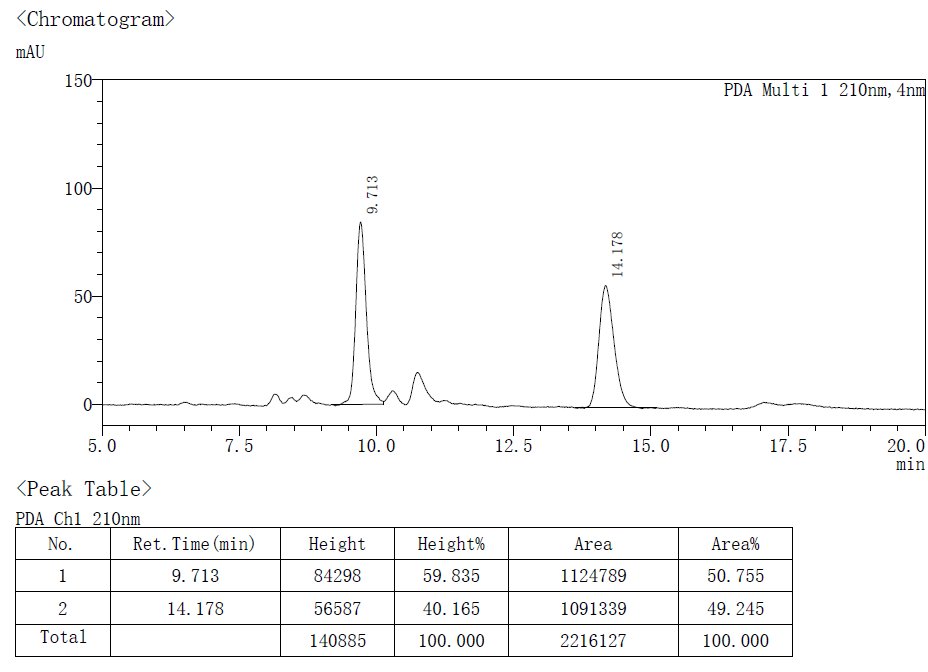 <Chromatogram>
mAU
150
PDA Multi 1 210nm,4nm
100
9.713
14.178
50
0
5.0 7.5 10.0 12.5 15.0 17.5 20.0
min
<Peak Table>
PDA Ch1 210nm
No. Ret.Time(min) Height Height% Area Area%
1 9.713 84298 59.835 1124789 50.755
2 14.178 56587 40.165 1091339 49.245
Total 140885 100.000 2216127 100.000